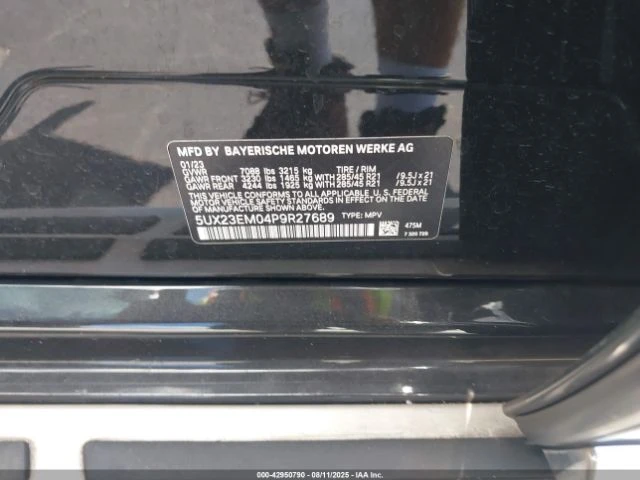 MFD BY BAYERISCHE MOTOREN WERKE AG
01/23
GVWR 7088 lbs 3215 kg TIRE / RIM
GAWR FRONT 3230 lbs 1465 kg WITH 285/45 R21 /9.5J x 21
GAWR REAR 4244 lbs 1925 kg WITH 285/45 R21 /9.5J x 21
THIS VEHICLE CONFORMS TO ALL APPLICABLE U. S. FEDERAL
MOTOR VEHICLE SAFETY STANDARDS IN EFFECT ON THE
DATE OF MANUFACTURE SHOWN ABOVE.
5UX23EM04P9R27689 TYPE: MPV
475M
000-42950790 - 08/11/2025 - COPYRIGHT IAA, LLC.